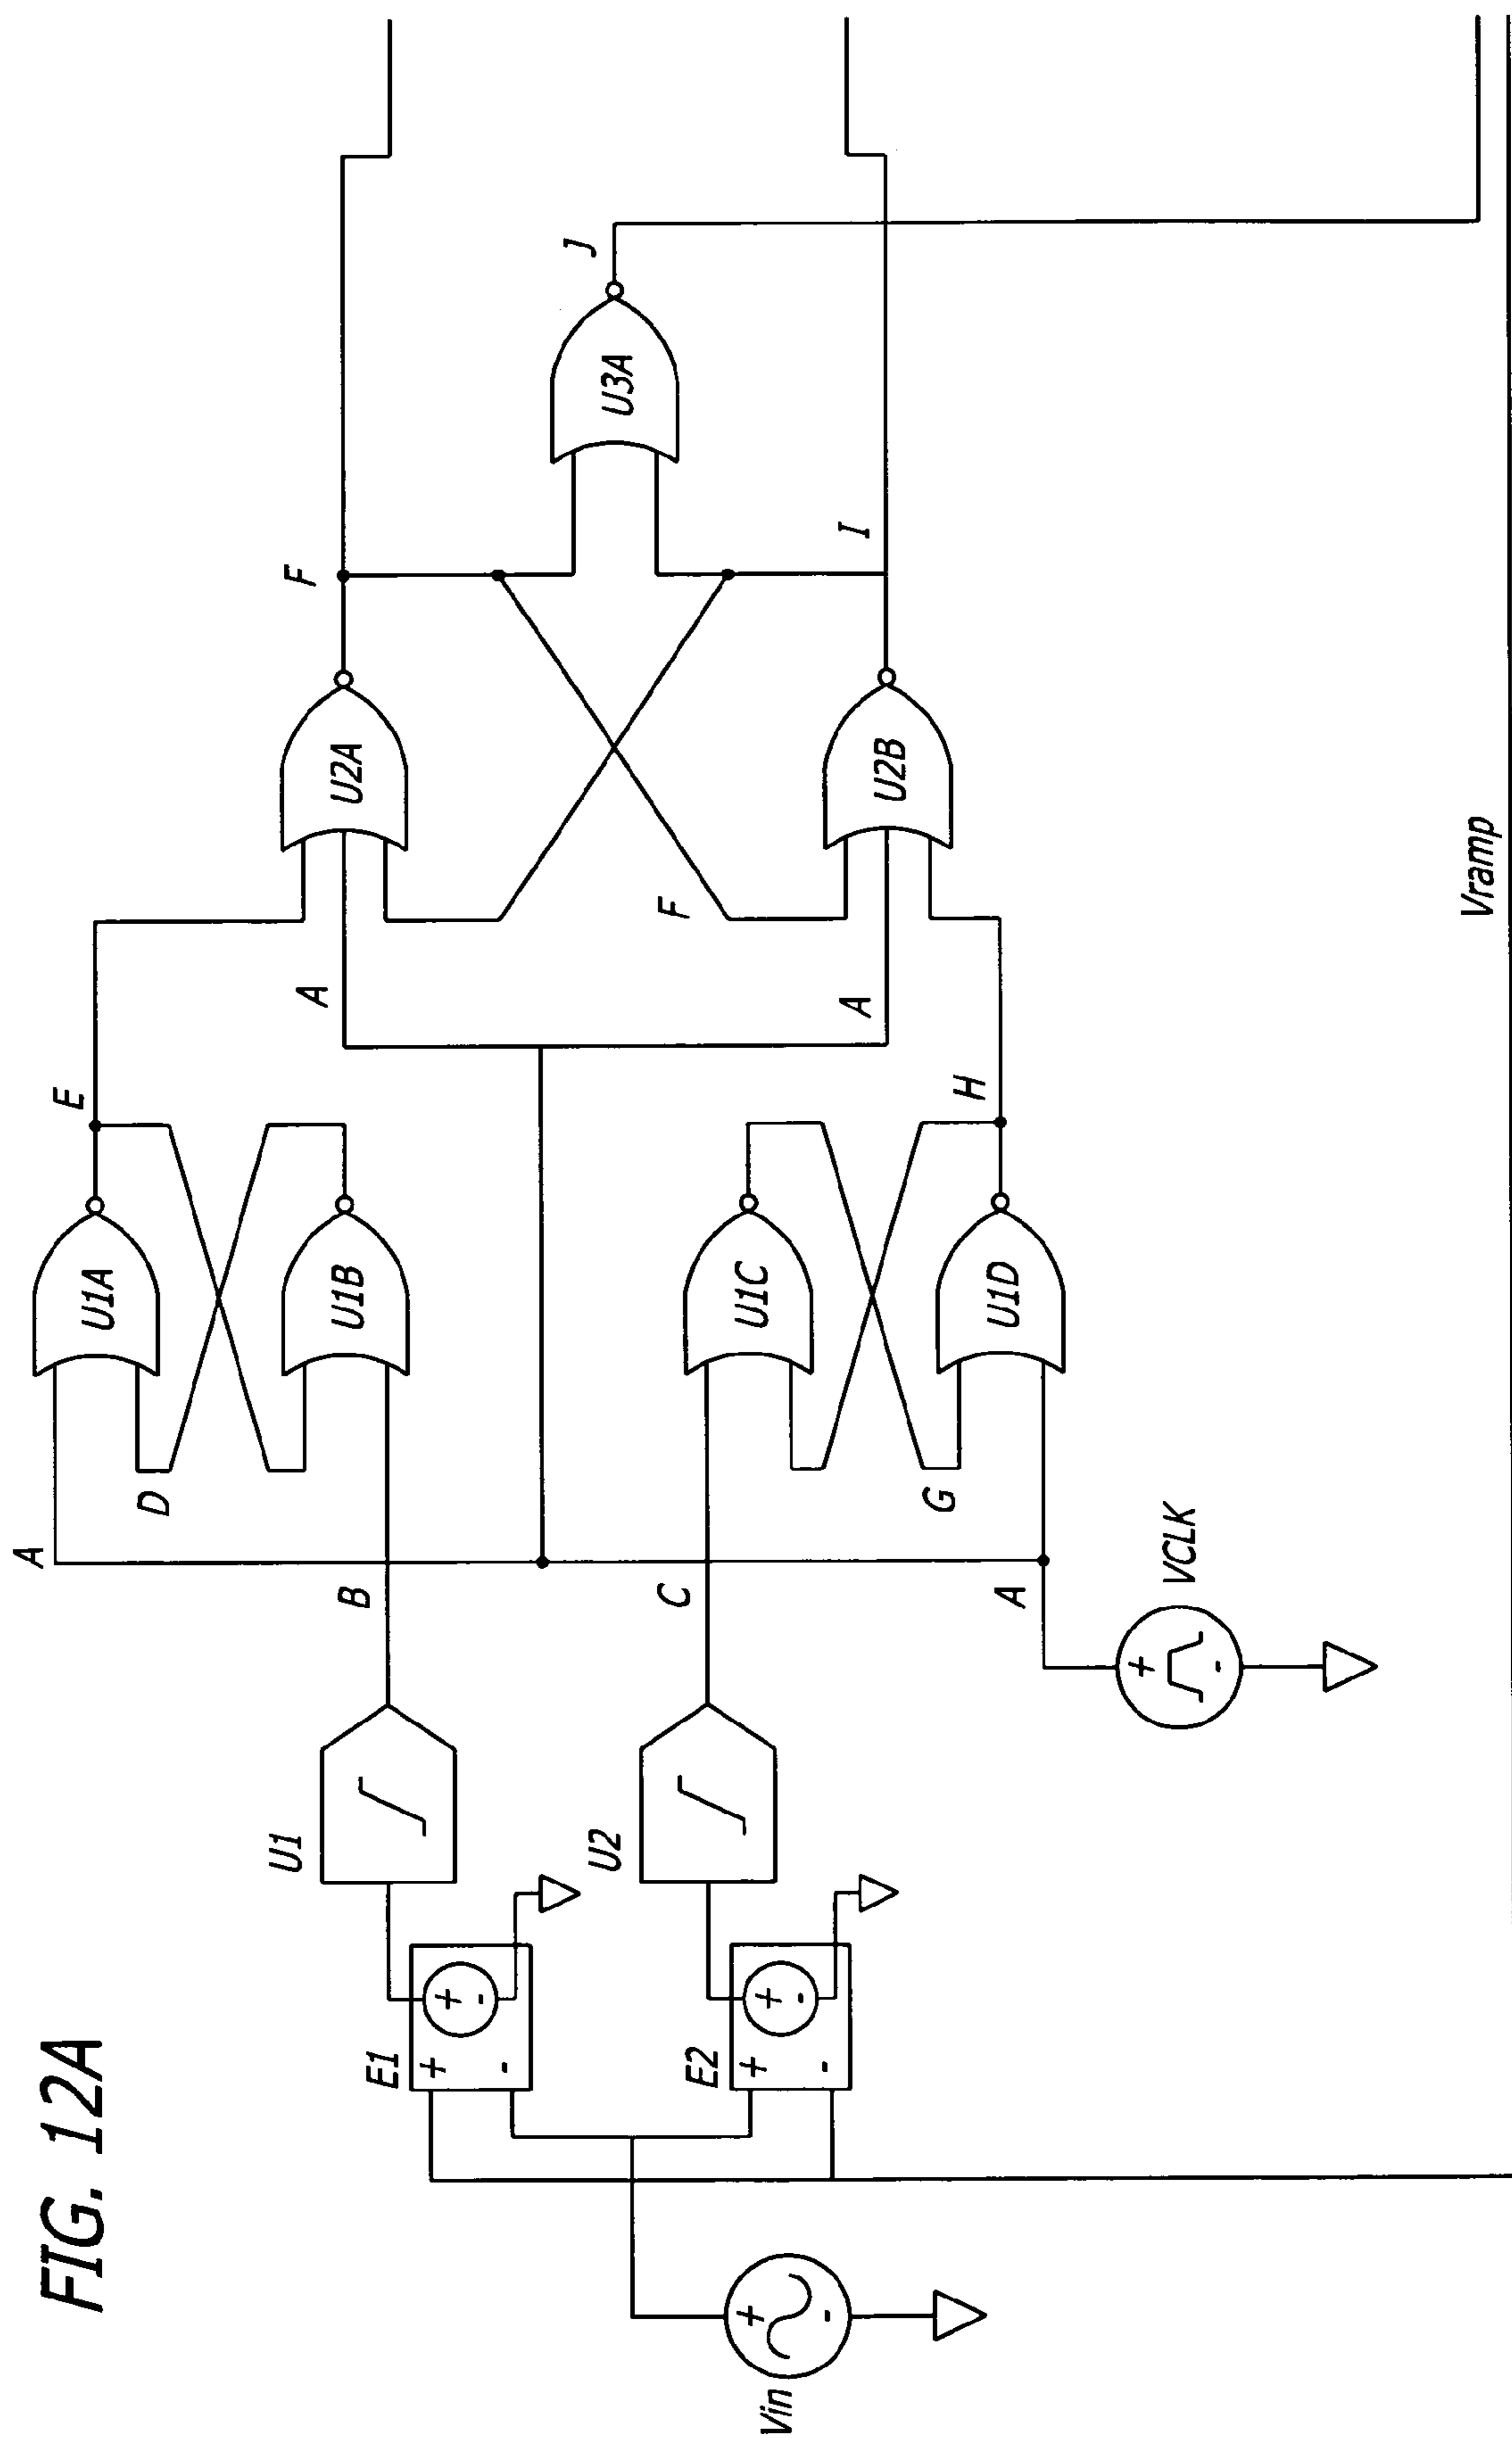 FIG. 12A
Vin
+
-
E1
+
-
+
-
E2
+
-
+
-
U1
U2
B
C
A
VCLK
+
-
A
D
G
U1A
U1B
U1C
U1D
E
H
A
A
F
U2A
U2B
F
I
U3A
J
Vramp